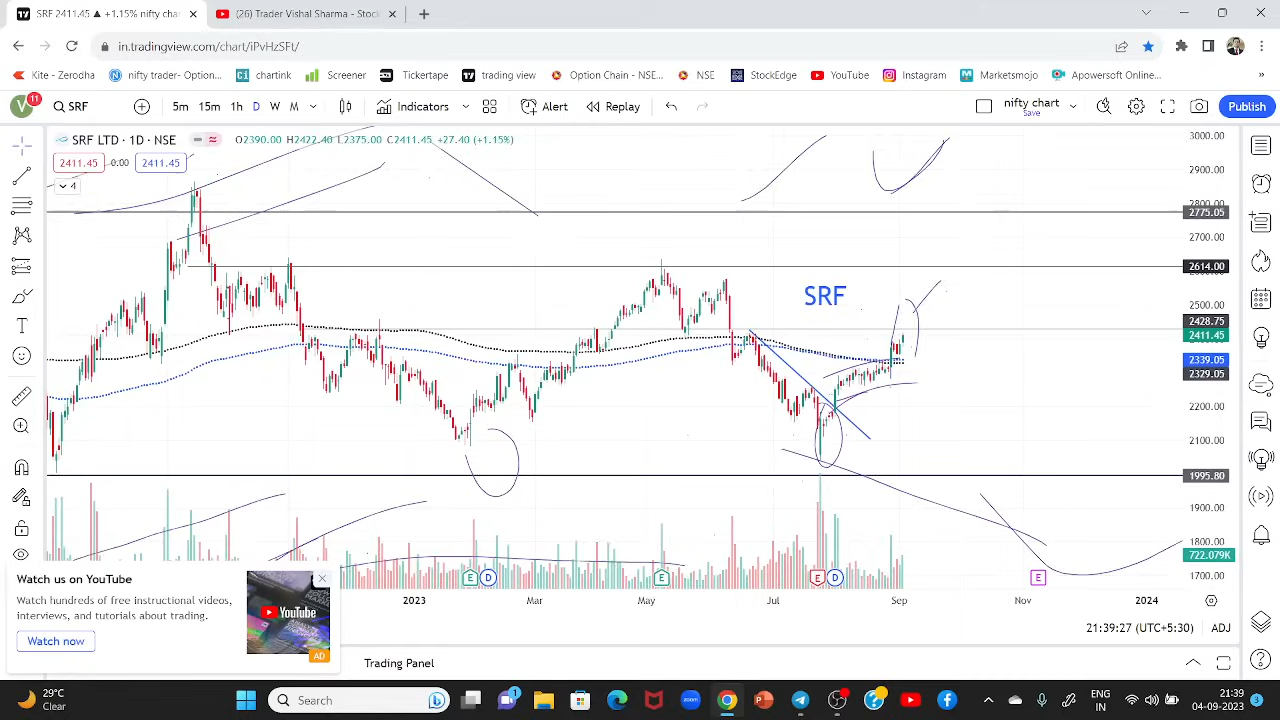 SRF 2411.45 ▲ +1.15% nifty char
(26) Trader Vishal Sharma - Stock
in.tradingview.com/chart/iPvHzSFt/
Kite - Zerodha
nifty trader- Option...
chartink
Screener
Tickertape
trading view
Option Chain - NSE...
NSE
StockEdge
YouTube
Instagram
Marketsmojo
Apowersoft Online...
»
V
11
SRF
5m 15m 1h D W M
Indicators
Alert
Replay
nifty chart
Save
Publish
SRF LTD · 1D · NSE
O2390.00 H2422.40 L2375.00 C2411.45 +27.40 (+1.15%)
2411.45
0.00
2411.45
4
SRF
3000.00
2900.00
2800.00
2775.05
2700.00
2614.00
2500.00
2428.75
2411.45
2339.05
2329.05
2200.00
2100.00
1995.80
1900.00
1800.00
722.079K
1700.00
E D E E D E
2023 Mar May Jul Sep Nov 2024
21:39:27 (UTC+5:30) ADJ
Watch us on YouTube
Watch hundreds of free instructional videos,
interviews, and tutorials about trading.
Watch now
YouTube
AD
Trading Panel
29°C
Clear
Search
1
zoom
ENG
IN
21:39
04-09-2023
3